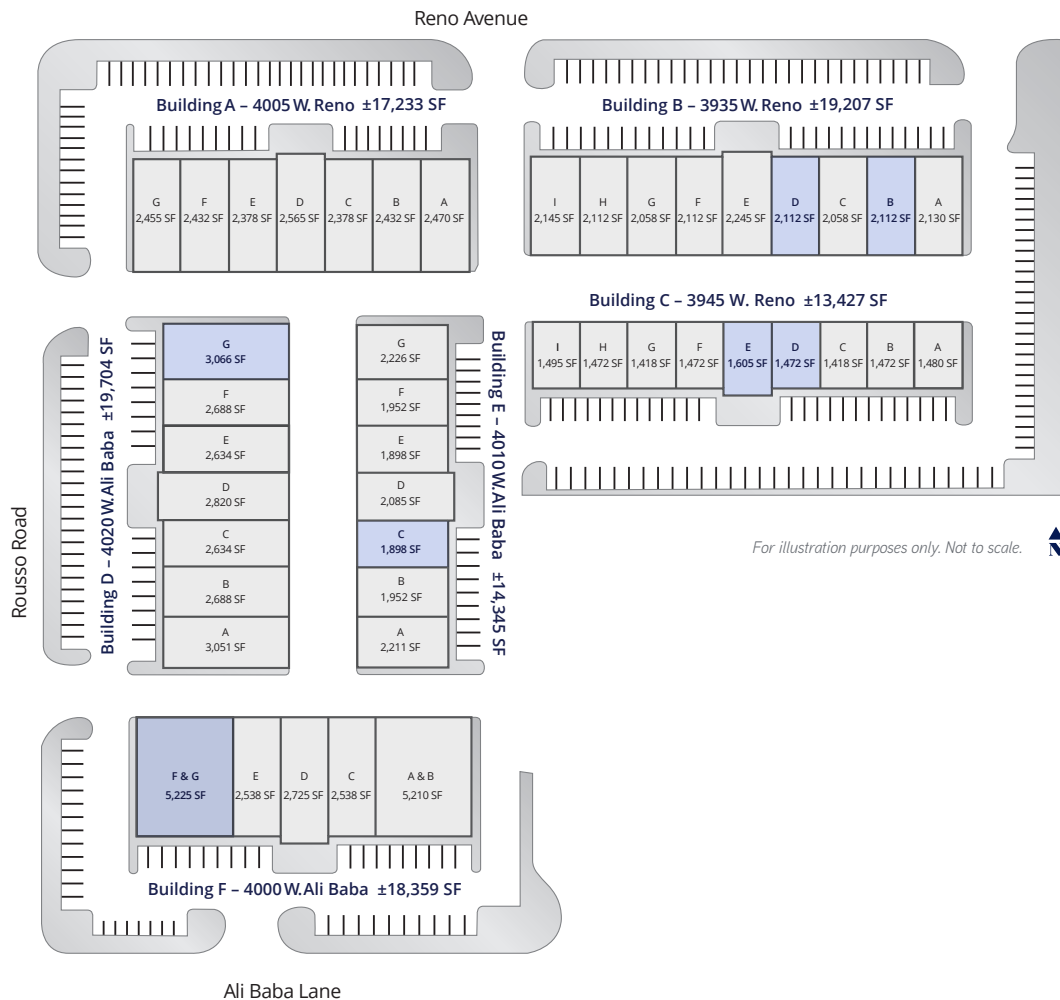 Reno Avenue
Building A – 4005 W. Reno ±17,233 SF
Building B – 3935 W. Reno ±19,207 SF
G
2,455 SF
F
2,432 SF
E
2,378 SF
D
2,565 SF
C
2,378 SF
B
2,432 SF
A
2,470 SF
I
2,145 SF
H
2,112 SF
G
2,058 SF
F
2,112 SF
E
2,245 SF
D
2,112 SF
C
2,058 SF
B
2,112 SF
A
2,130 SF
Building C – 3945 W. Reno ±13,427 SF
I
1,495 SF
H
1,472 SF
G
1,418 SF
F
1,472 SF
E
1,605 SF
D
1,472 SF
C
1,418 SF
B
1,472 SF
A
1,480 SF
Rousso Road
Building D – 4020 W.Ali Baba ±19,704 SF
G
3,066 SF
F
2,688 SF
E
2,634 SF
D
2,820 SF
C
2,634 SF
B
2,688 SF
A
3,051 SF
G
2,226 SF
F
1,952 SF
E
1,898 SF
D
2,085 SF
C
1,898 SF
B
1,952 SF
A
2,211 SF
Building E – 4010 W.Ali Baba ±14,345 SF
For illustration purposes only. Not to scale.
N
F & G
5,225 SF
E
2,538 SF
D
2,725 SF
C
2,538 SF
A & B
5,210 SF
Building F – 4000 W.Ali Baba ±18,359 SF
Ali Baba Lane